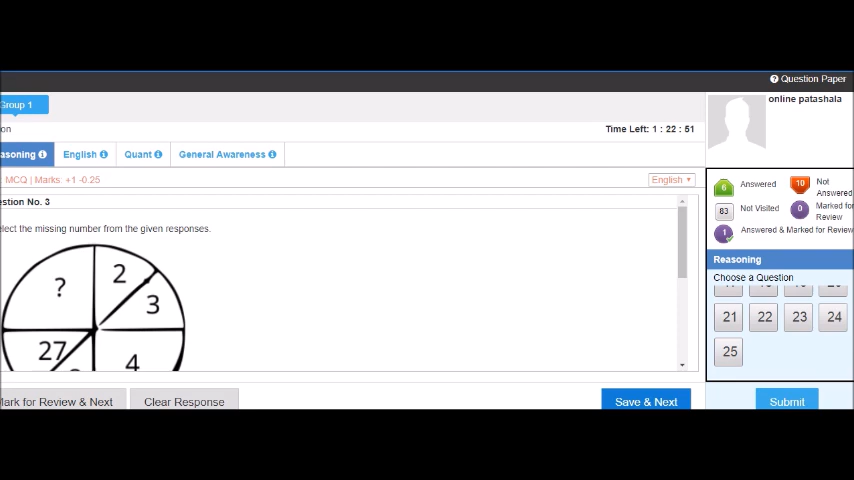 Question Paper
Group 1
online patashala
on
Time Left: 1 : 22 : 51
asoning
English
Quant
General Awareness
MCQ | Marks: +1 -0.25
English
estion No. 3
elect the missing number from the given responses.
?
2
3
27
4
6 Answered
10 Not Answered
83 Not Visited
0 Marked for Review
1 Answered & Marked for Review
Reasoning
Choose a Question
21 22 23 24
25
Mark for Review & Next
Clear Response
Save & Next
Submit